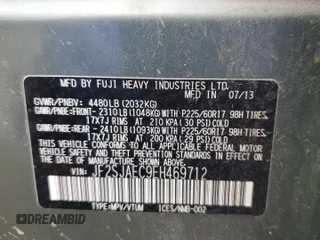 MFD. BY FUJI HEAVY INDUSTRIES LTD. 07/13
GVWR/PNBV: 4480LB(2032KG)
GAWR/PNBE:FRONT- 2310LB(1048KG)WITH P225/60R17 98H TIRES,
17X7J RIMS AT 210 KPA(30 PSI)COLD
GAWR/PNBE:REAR - 2410LB(1093KG)WITH P225/60R17 98H TIRES,
17X7J RIMS AT 200 KPA(29 PSI)COLD
THIS VEHICLE CONFORMS TO ALL APPLICABLE FEDERAL MOTOR
VEHICLE SAFETY AND THEFT PREVENTION STANDARDS IN
EFFECT ON THE DATE OF MANUFACTURE SHOWN ABOVE.
VIN: JF2SJAEC9EH469712
TYPE:MPV/VTUM ICES/NMB-002